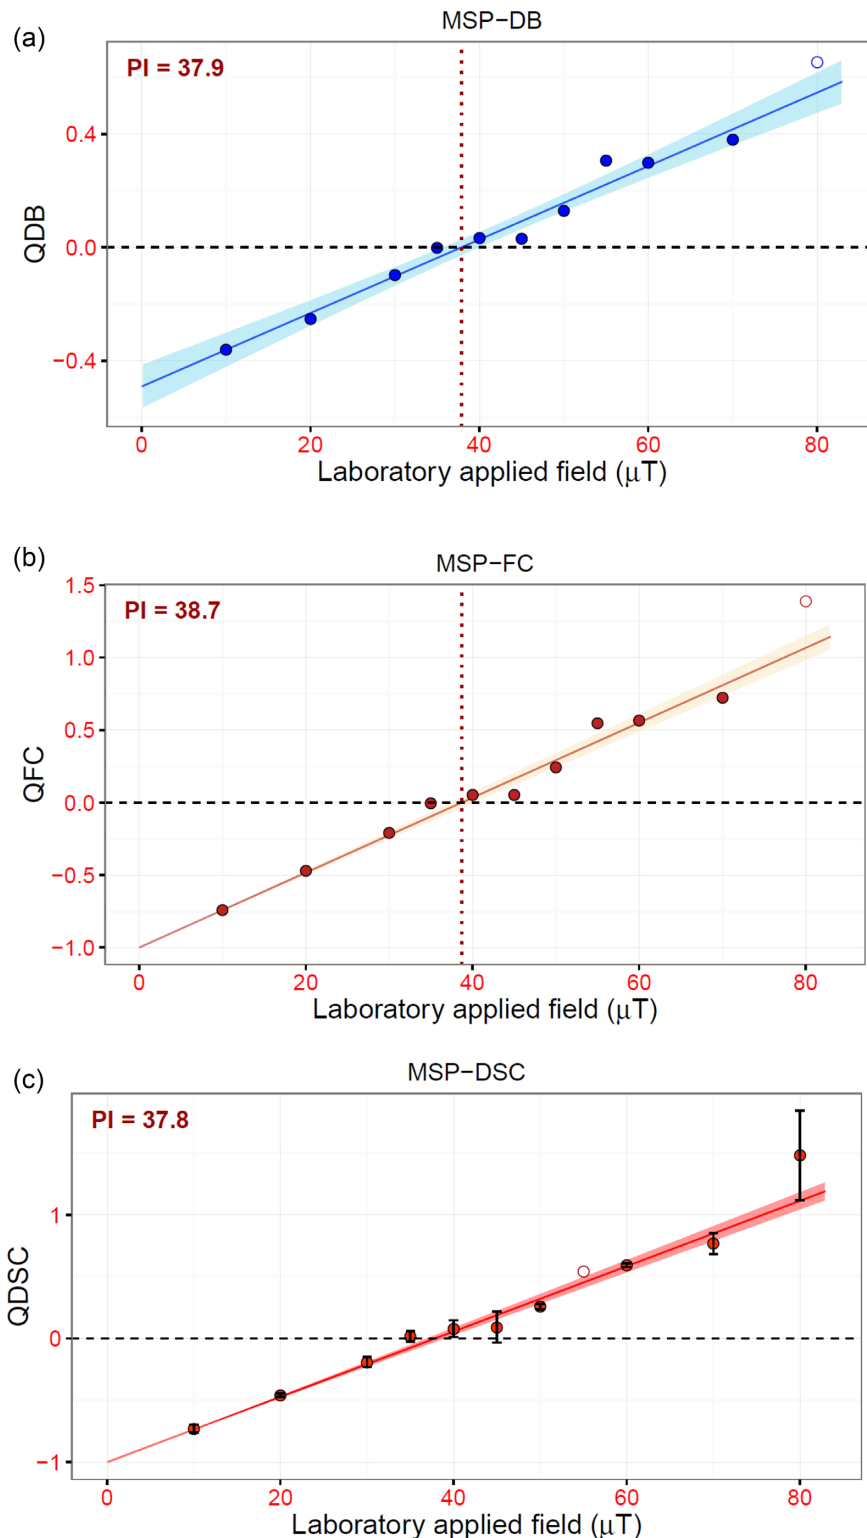 (a)
MSP−DB
PI = 37.9
QDB
0.4
0.0
−0.4
0 20 40 60 80
Laboratory applied field (μT)
(b)
MSP−FC
PI = 38.7
QFC
1.5
1.0
0.5
0.0
−0.5
−1.0
0 20 40 60 80
Laboratory applied field (μT)
(c)
MSP−DSC
PI = 37.8
QDSC
1
0
−1
0 20 40 60 80
Laboratory applied field (μT)